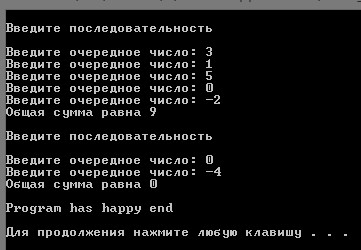 Введите последовательность
Введите очередное число: 3
Введите очередное число: 1
Введите очередное число: 5
Введите очередное число: 0
Введите очередное число: -2
Общая сумма равна 9
Введите последовательность
Введите очередное число: 0
Введите очередное число: -4
Общая сумма равна 0
Program has happy end
Для продолжения нажмите любую клавишу . . .